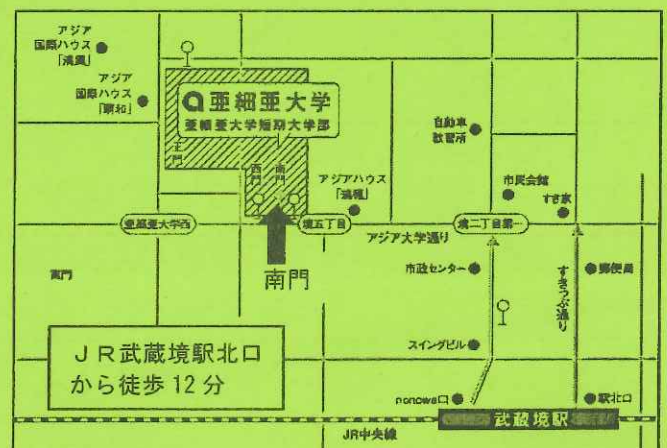 アジア
国際ハウス
アジア
国際ハウス
亜細亜大学
亜細亜大学短期大学部
正門
西門
南門
自動車
教習所
アジアハウス
市民会館
すき家
亜細亜大学西
境五丁目
境二丁目第…
アジア大学通り
南門
南門
市政センター
郵便局
すきっぷ通り
スイングビル
JR武蔵境駅北口
から徒歩12分
nonowa口
駅北口
武蔵境駅
JR中央線